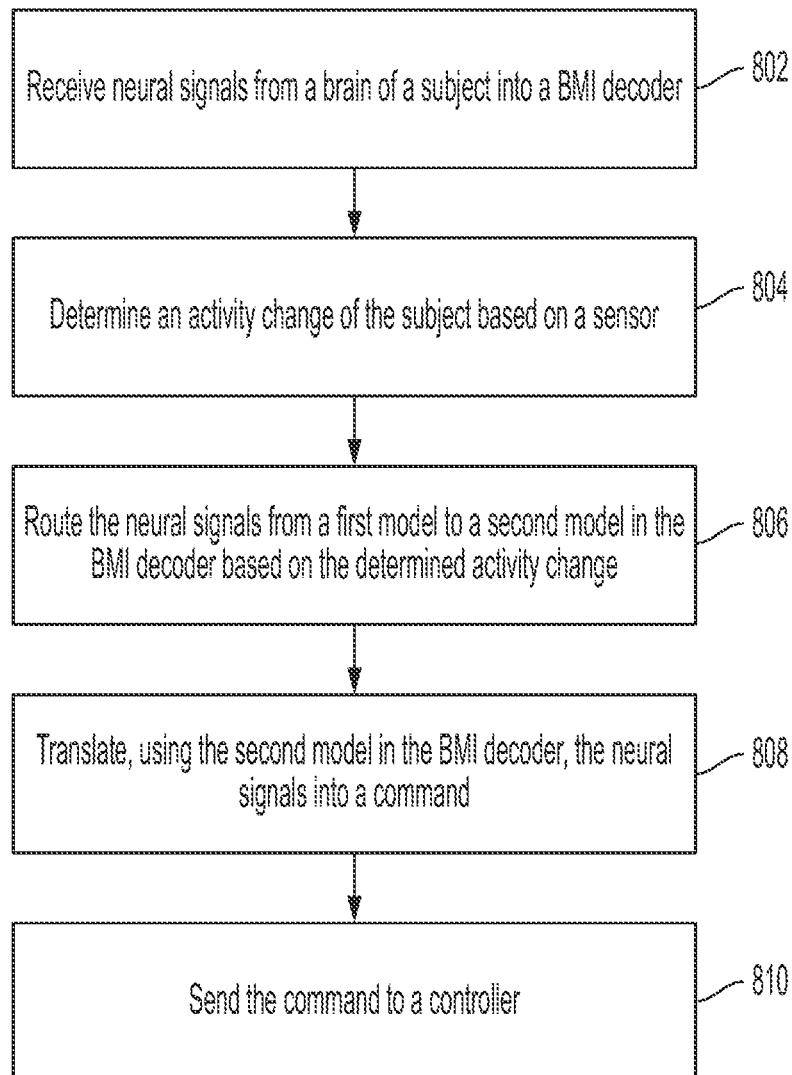 Receive neural signals from a brain of a subject into a BMI decoder
802
Determine an activity change of the subject based on a sensor
804
Route the neural signals from a first model to a second model in the
BMI decoder based on the determined activity change
806
Translate, using the second model in the BMI decoder, the neural
signals into a command
808
Send the command to a controller
810